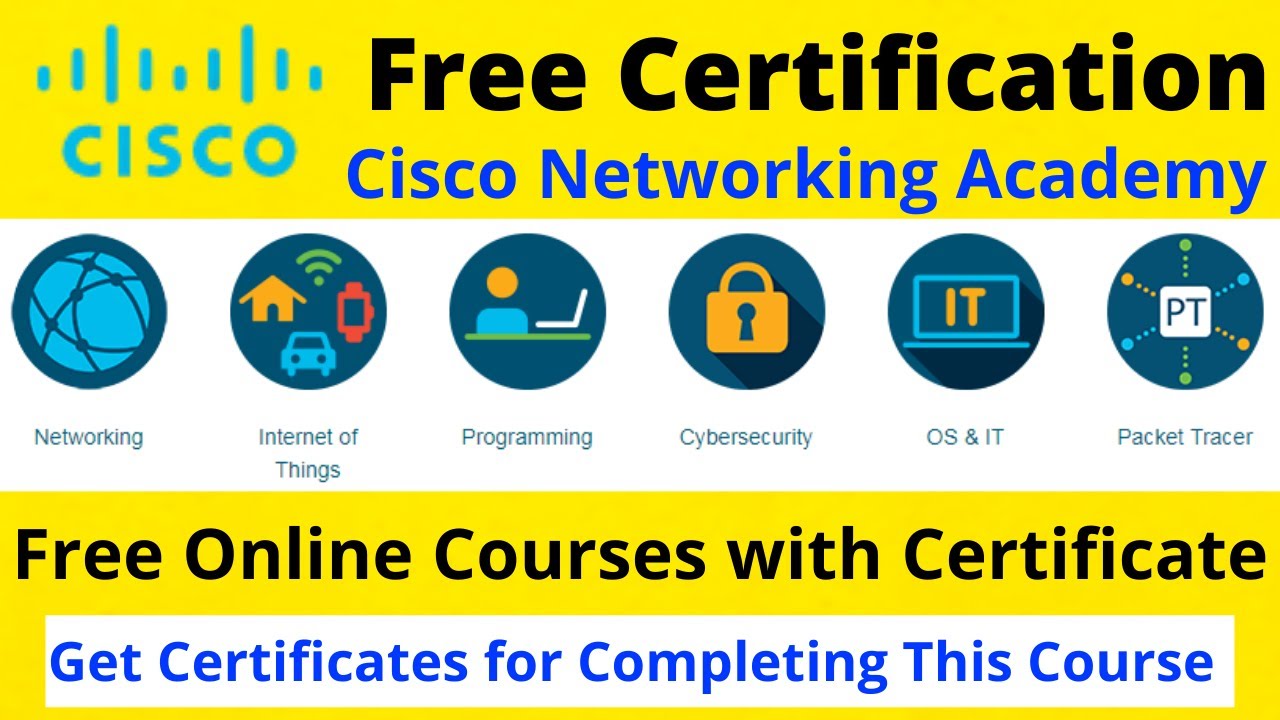 CISCO
Free Certification
Cisco Networking Academy
IT
PT
Networking
Internet of
Things
Programming
Cybersecurity
OS & IT
Packet Tracer
Free Online Courses with Certificate
Get Certificates for Completing This Course